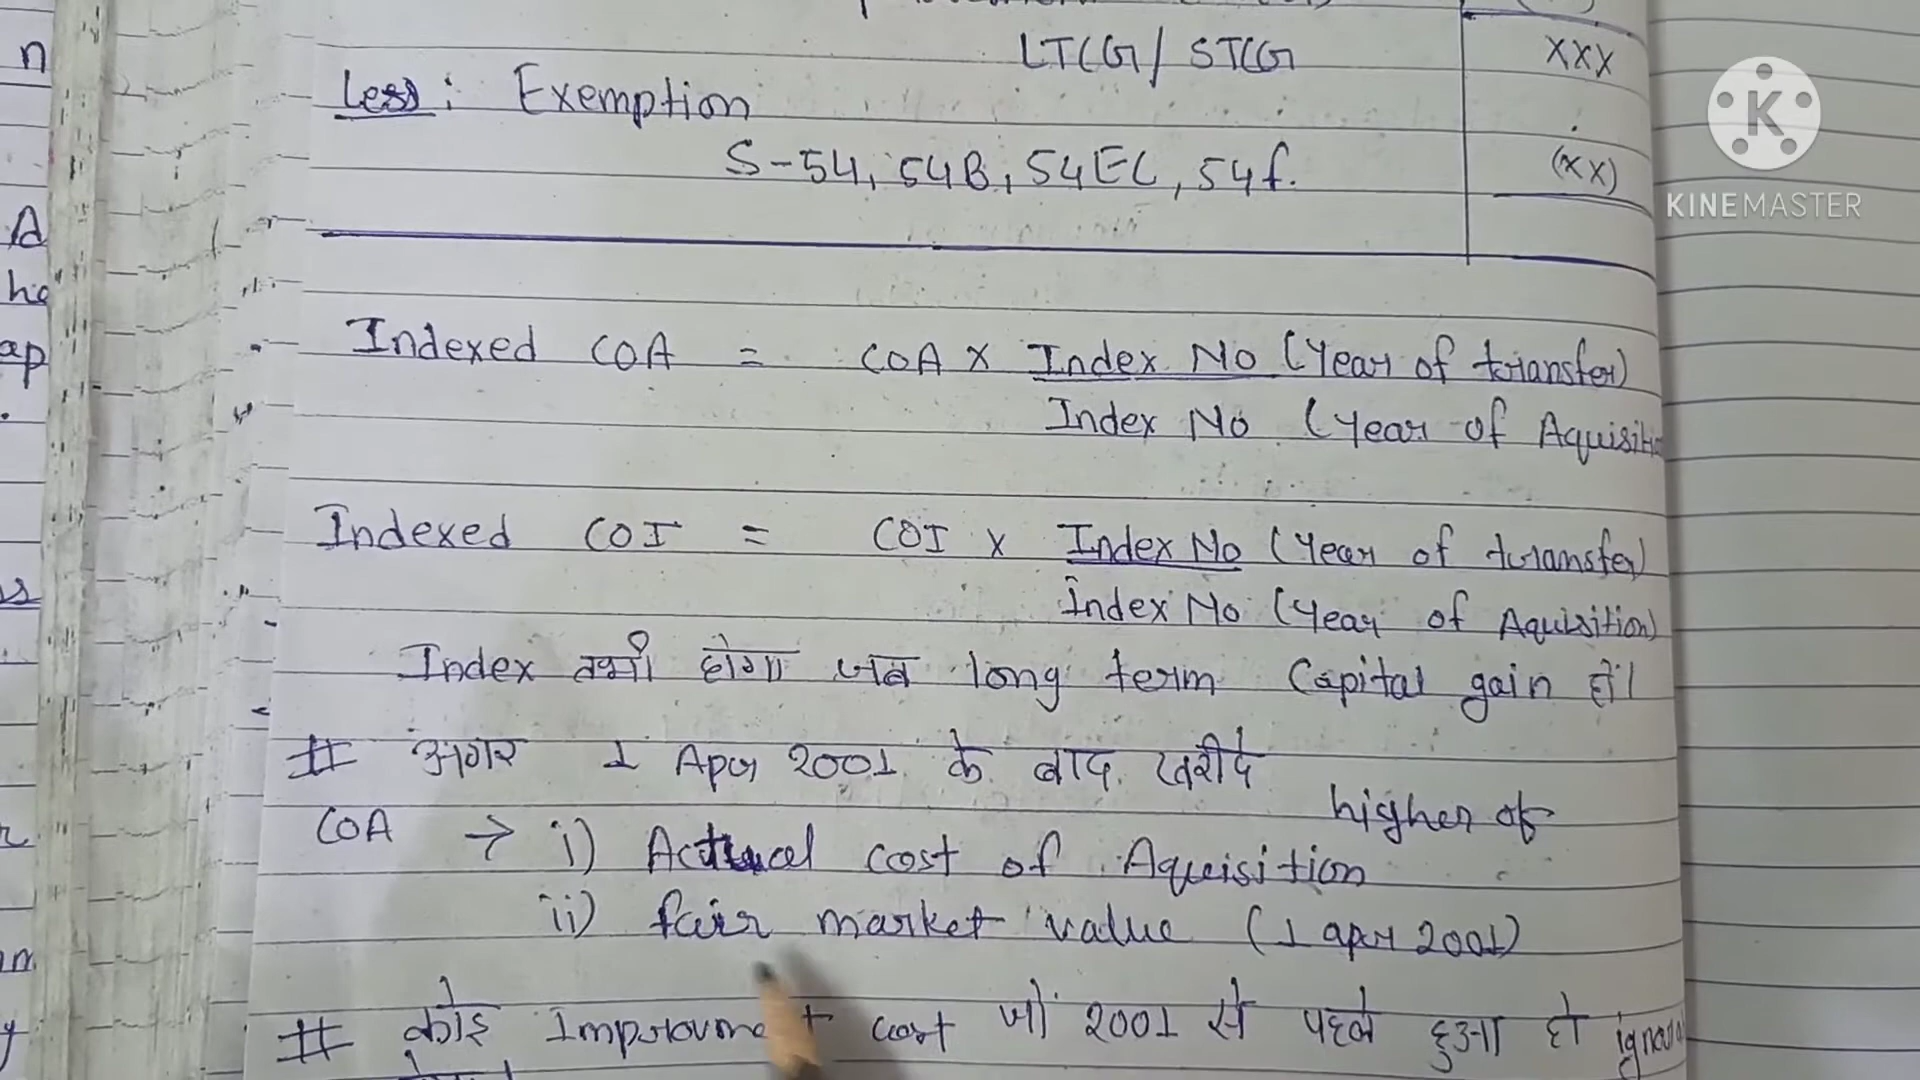 LTCG/ STCG XXX
Less: Exemption
S-54, 54B, 54EC, 54f. (XX)
K
KINEMASTER
Indexed COA = COA X Index No (Year of transfer)
Index No (Year of Aquisiti
Indexed COI = COI X Index No (Year of transfer)
Index No (Year of Aquisition)
Index तभी होगा जब long term Capital gain हो।
# अगर 1 Apr 2001 के बाद खरीदे
higher of
COA → i) Actual cost of Aquisition
ii) fair market value (1 apr 2001)
# कोइ cost जो 2001 से पहले हुआ हो